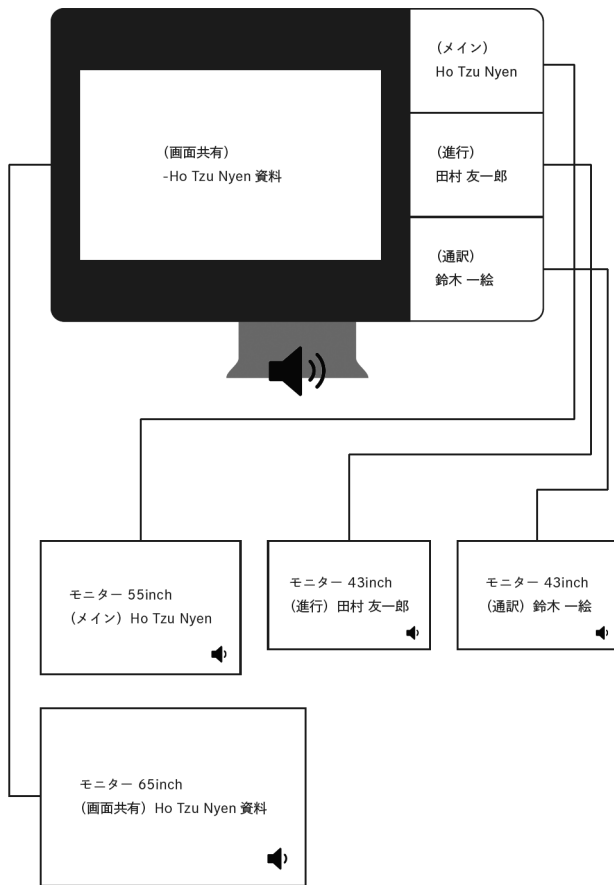 (画面共有)
-Ho Tzu Nyen 資料
(メイン)
Ho Tzu Nyen
(進行)
田村 友一郎
(通訳)
鈴木 一絵
モニター 55inch
(メイン) Ho Tzu Nyen
モニター 43inch
(進行) 田村 友一郎
モニター 43inch
(通訳) 鈴木 一絵
モニター 65inch
(画面共有) Ho Tzu Nyen 資料